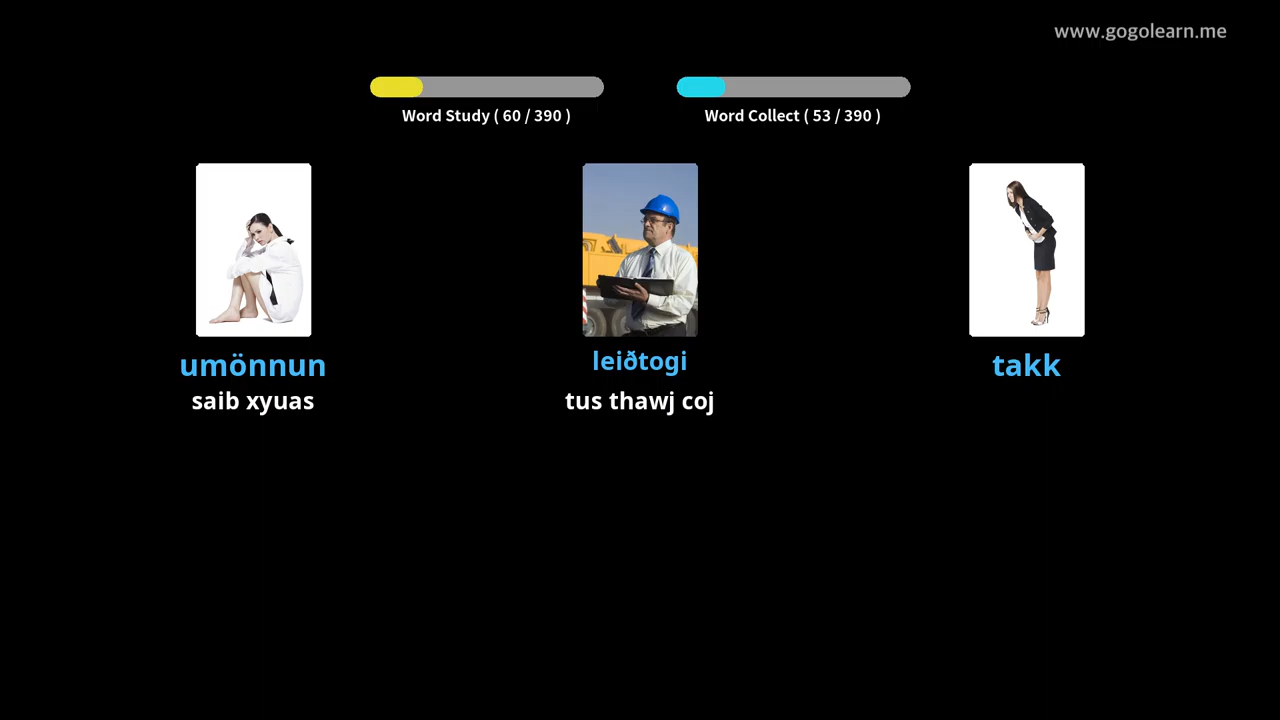 www.gogolearn.me
Word Study ( 60 / 390 )
Word Collect ( 53 / 390 )
umönnun
saib xyuas
leiðtogi
tus thawj coj
takk